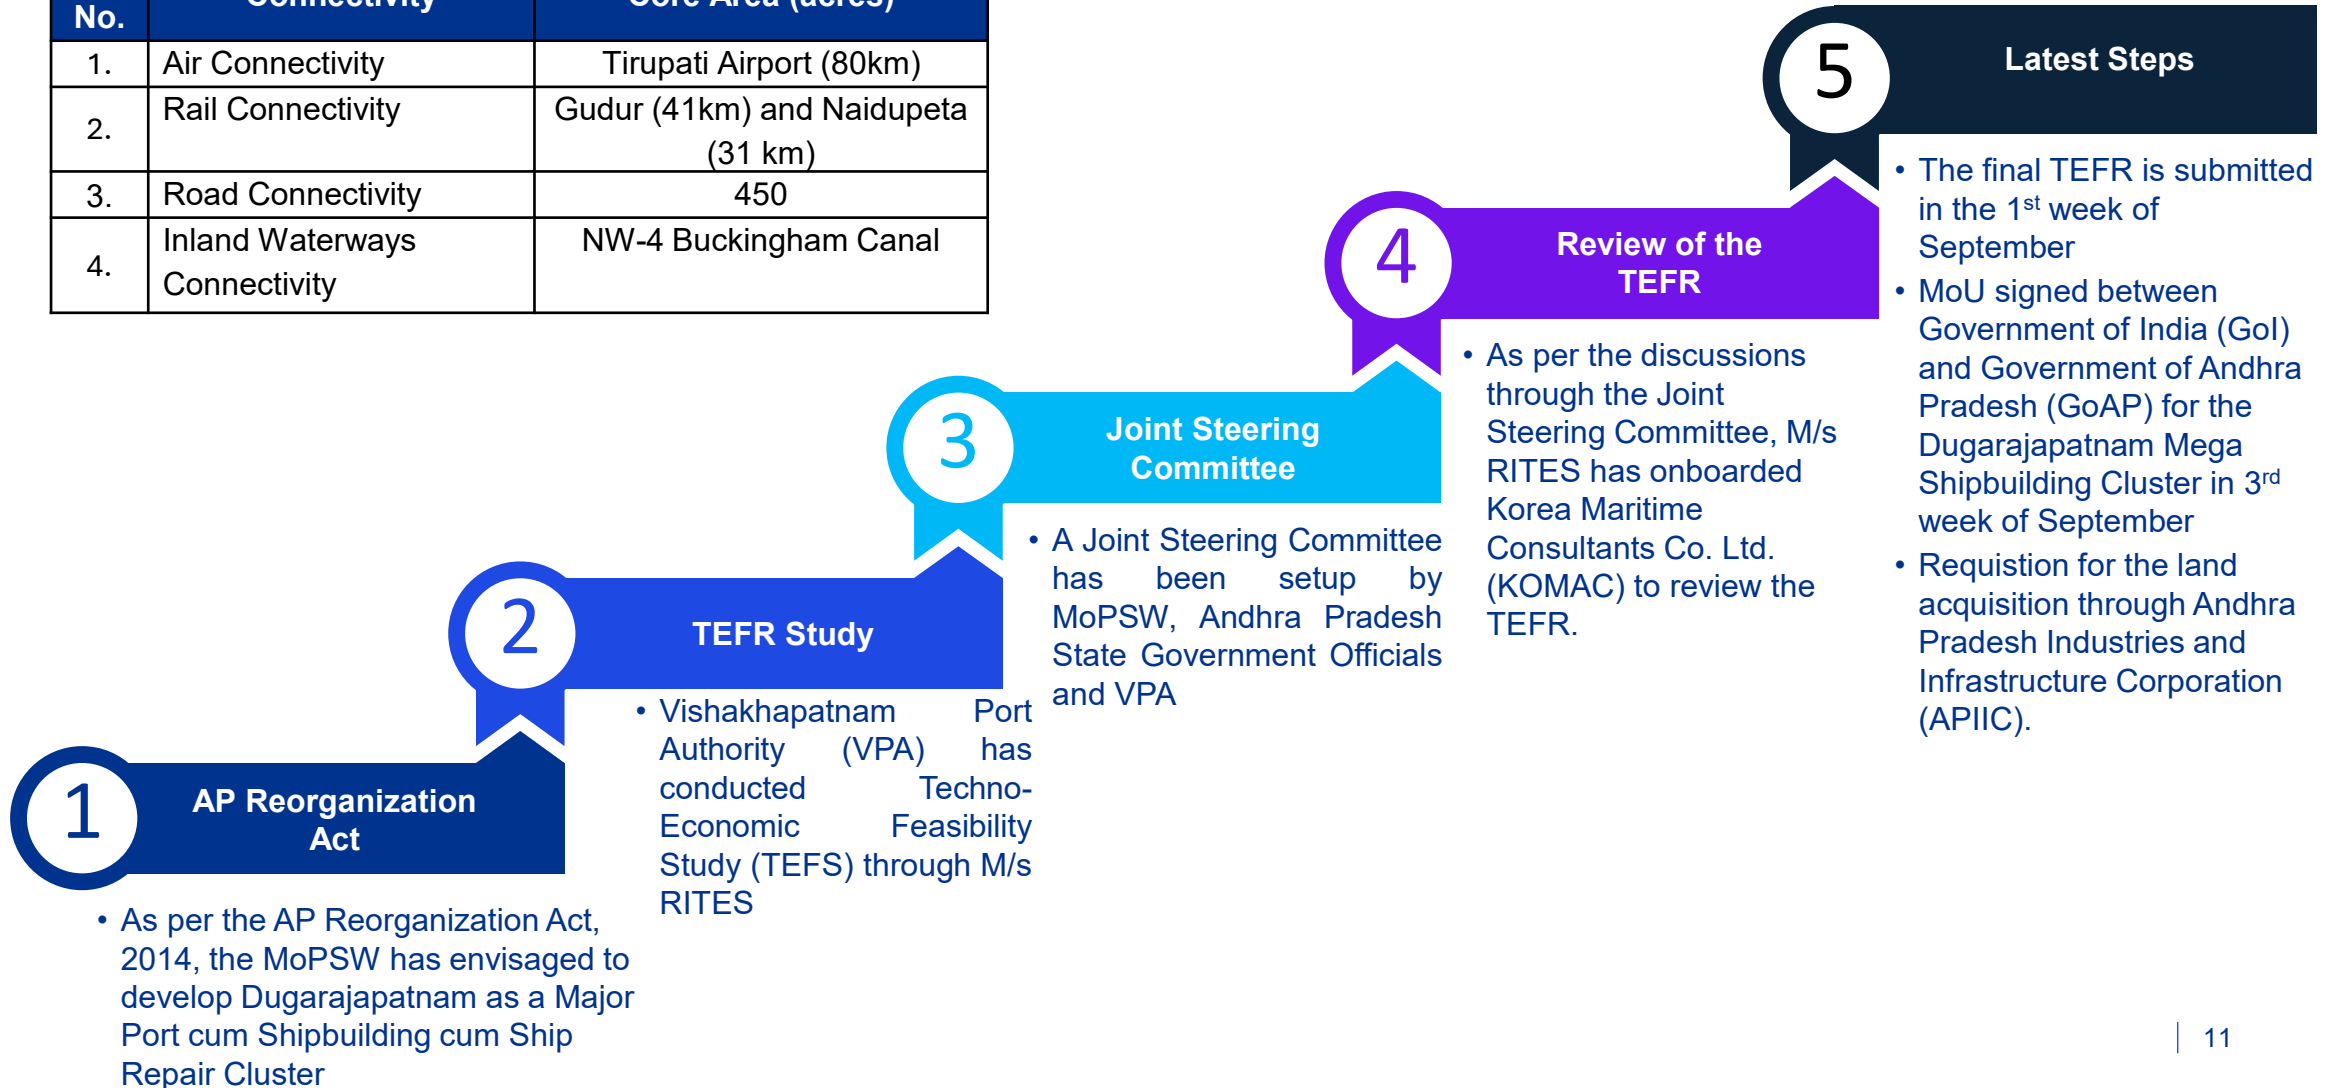 No. Connectivity Core Area (acres)
1. Air Connectivity Tirupati Airport (80km)
2. Rail Connectivity Gudur (41km) and Naidupeta
(31 km)
3. Road Connectivity 450
4. Inland Waterways NW-4 Buckingham Canal
Connectivity
1
AP Reorganization
Act
• As per the AP Reorganization Act,
2014, the MoPSW has envisaged to
develop Dugarajapatnam as a Major
Port cum Shipbuilding cum Ship
Repair Cluster
2
TEFR Study
• Vishakhapatnam Port
Authority (VPA) has
conducted Techno-
Economic Feasibility
Study (TEFS) through M/s
RITES
3
Joint Steering
Committee
• A Joint Steering Committee
has been setup by
MoPSW, Andhra Pradesh
State Government Officials
and VPA
4
Review of the
TEFR
• As per the discussions
through the Joint
Steering Committee, M/s
RITES has onboarded
Korea Maritime
Consultants Co. Ltd.
(KOMAC) to review the
TEFR.
5
Latest Steps
• The final TEFR is submitted
in the 1st week of
September
• MoU signed between
Government of India (GoI)
and Government of Andhra
Pradesh (GoAP) for the
Dugarajapatnam Mega
Shipbuilding Cluster in 3rd
week of September
• Requistion for the land
acquisition through Andhra
Pradesh Industries and
Infrastructure Corporation
(APIIC).
11